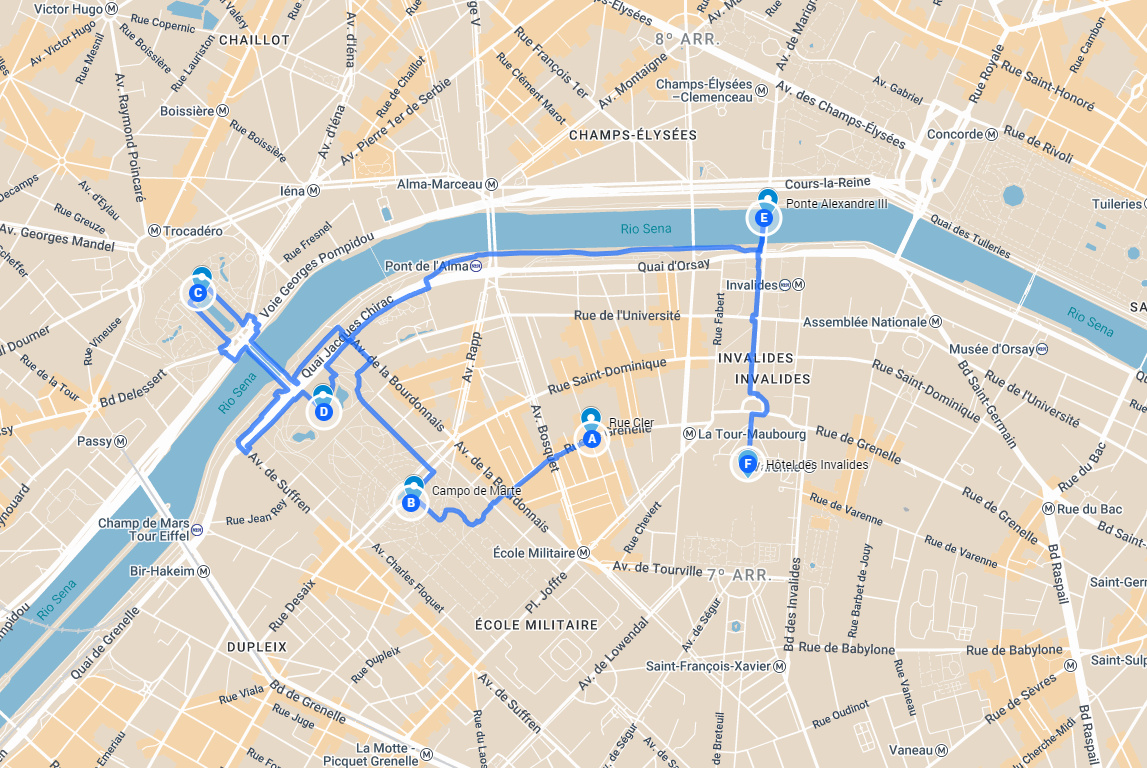 Victor Hugo
Rue Copernic
Av. Victor Hugo
Rue Mesnil
Rue Boissière
Rue Lauriston
CHAILLOT
Av. d'Iéna
Rue François 1er
8º ARR.
Av. Montaigne
Av. de Marigny
Rue Royale
Rue Cambon
Rue Saint-Honoré
Av. Raymond Poincaré
Boissière
Rue Boissière
Rue de Chaillot
Av. Pierre 1er de Serbie
Rue Clément Marot
Champs-Élysées
–Clemenceau
Av. des Champs-Élysées
Av. Gabriel
Av. d'Iéna
CHAMPS-ÉLYSÉES
Concorde
Rue de Rivoli
Decamps
Av. d'Eylau
Iéna
Alma-Marceau
Cours-la-Reine
Rue Greuze
Ponte Alexandre III
E
Tuileries
Av. Georges Mandel
Trocadéro
Rue Fresnel
Rio Sena
Quai des Tuileries
Scheffer
Voie Georges Pompidou
Pont de l'Alma
Quai d'Orsay
Invalides
C
Rue Fabert
Quai Jacques Chirac
Rue de l'Université
Assemblée Nationale
Rio Sena
Rue Vineuse
Av. Rapp
Av. de la Bourdonnais
INVALIDES
INVALIDES
Musée d'Orsay
Rue de la Tour
Bd Delessert
Rio Sena
Rue Saint-Dominique
Rue Saint-Dominique
Bd Saint-Germain
Rue de l'Université
D
Av. Bosquet
Rue Cler
A
Passy
La Tour-Maubourg
Rue de Grenelle
Rue du Bac
Av. de la Bourdonnais
F
Hôtel des Invalides
Av. de Suffren
Campo de Marte
B
Rue Jean Rey
Rue de Varenne
Rue de Grenelle
Rue du Bac
Champ de Mars
Tour Eiffel
Rue Chevert
Bir-Hakeim
École Militaire
Av. de Tourville
7º ARR.
Rue de Varenne
Bd Raspail
Rio Sena
Rue Desaix
Av. Charles Floquet
Pl. Joffre
Bd des Invalides
Rue Barbet de Jouy
Quai de Grenelle
ÉCOLE MILITAIRE
Av. de Ségur
DUPLEIX
Av. de Lowendal
Rue de Babylone
Rue de Babylone
Rue Dupleix
Saint-François-Xavier
Rue Viala
Bd de Grenelle
Av. de Suffren
Rue Vaneau
Rue de Sèvres
Rue Juge
Rue Oudinot
Bd Raspail
La Motte -
Picquet Grenelle
Vaneau